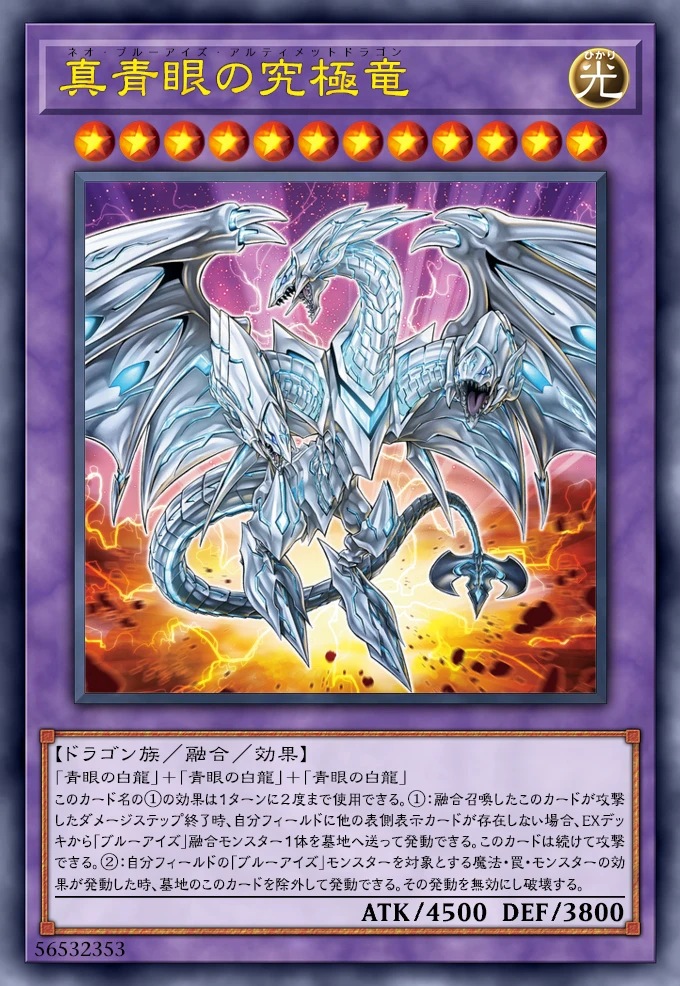 ネオ・ブルーアイズ・アルティメットドラゴン
真青眼の究極竜
ひかり
光
【ドラゴン族／融合／効果】
「青眼の白龍」＋「青眼の白龍」＋「青眼の白龍」
このカード名の①の効果は１ターンに２度まで使用できる。①：融合召喚したこのカードが攻撃
したダメージステップ終了時、自分フィールドに他の表側表示カードが存在しない場合、EXデッ
キから「ブルーアイズ」融合モンスター１体を墓地へ送って発動できる。このカードは続けて攻撃
できる。②：自分フィールドの「ブルーアイズ」モンスターを対象とする魔法・罠・モンスターの効
果が発動した時、墓地のこのカードを除外して発動できる。その発動を無効にし破壊する。
ATK/4500 DEF/3800
56532353